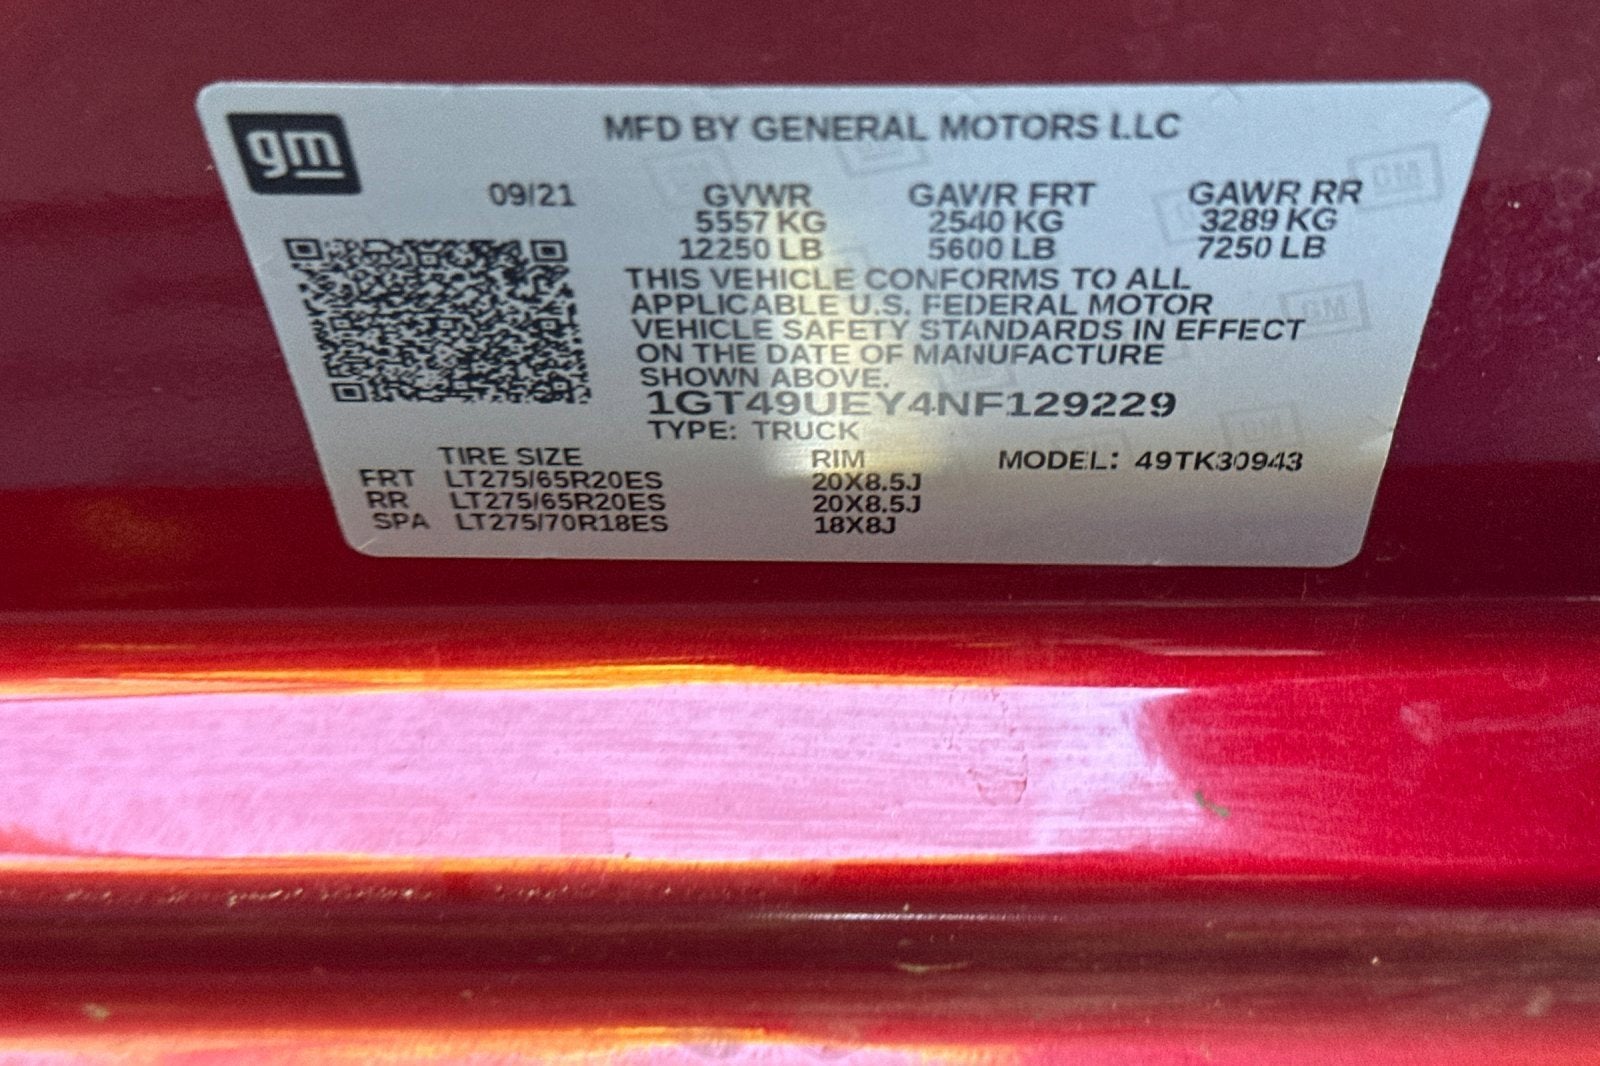 gm
MFD BY GENERAL MOTORS LLC
09/21 GVWR GAWR FRT GAWR RR
5557 KG 2540 KG 3289 KG
12250 LB 5600 LB 7250 LB
THIS VEHICLE CONFORMS TO ALL
APPLICABLE U.S. FEDERAL MOTOR
VEHICLE SAFETY STANDARDS IN EFFECT
ON THE DATE OF MANUFACTURE
SHOWN ABOVE.
1GT49UEY4NF129229
TYPE: TRUCK
TIRE SIZE RIM MODEL: 49TK30943
FRT LT275/65R20ES 20X8.5J
RR LT275/65R20ES 20X8.5J
SPA LT275/70R18ES 18X8J